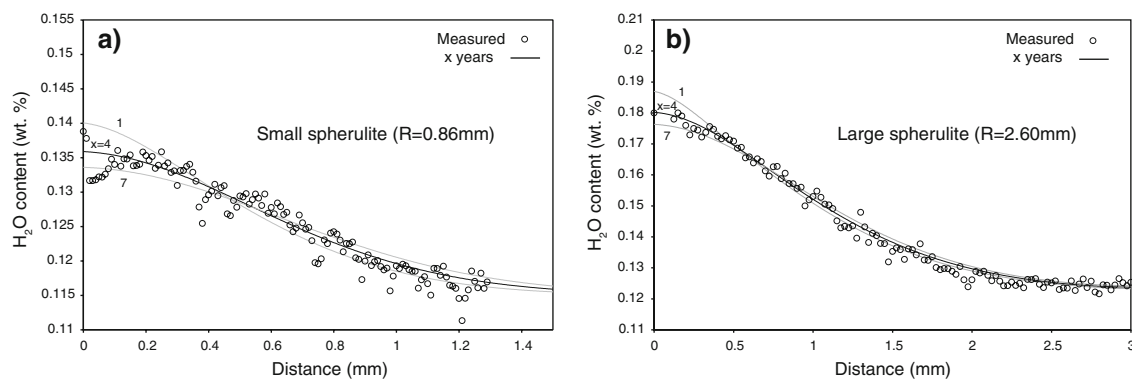 a)
Measured
x years
Small spherulite (R=0.86mm)
1
x=4
7
H2O content (wt. %)
0.155
0.15
0.145
0.14
0.135
0.13
0.125
0.12
0.115
0.11
0 0.2 0.4 0.6 0.8 1 1.2 1.4
Distance (mm)
b)
Measured
x years
Large spherulite (R=2.60mm)
1
x=4
7
H2O content (wt. %)
0.21
0.2
0.19
0.18
0.17
0.16
0.15
0.14
0.13
0.12
0.11
0 0.5 1 1.5 2 2.5 3
Distance (mm)